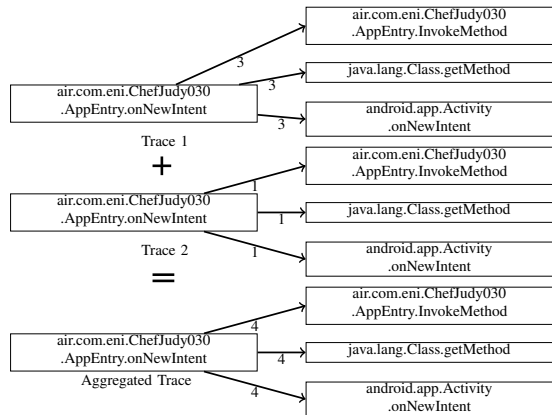 air.com.eni.ChefJudy030
.AppEntry.InvokeMethod
3
java.lang.Class.getMethod
3
air.com.eni.ChefJudy030
.AppEntry.onNewIntent
android.app.Activity
.onNewIntent
3
Trace 1
+
air.com.eni.ChefJudy030
.AppEntry.InvokeMethod
1
air.com.eni.ChefJudy030
.AppEntry.onNewIntent
java.lang.Class.getMethod
1
android.app.Activity
.onNewIntent
1
Trace 2
=
air.com.eni.ChefJudy030
.AppEntry.InvokeMethod
4
air.com.eni.ChefJudy030
.AppEntry.onNewIntent
java.lang.Class.getMethod
4
Aggregated Trace
android.app.Activity
.onNewIntent
4